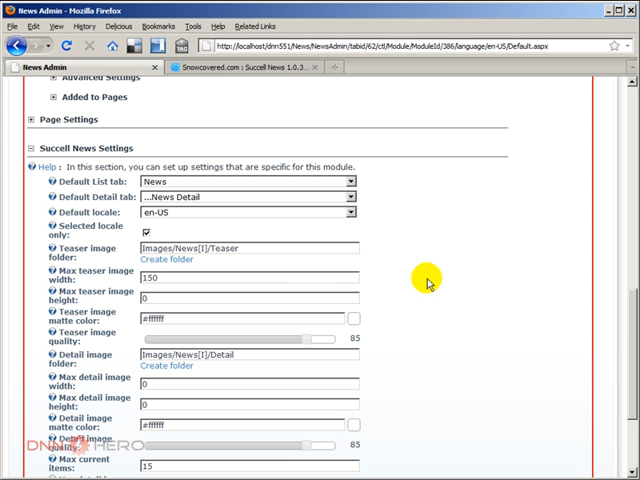 News Admin - Mozilla Firefox
File Edit View History Delicious Bookmarks Tools Help Related Links
TAG http://localhost/dnn551/News/NewsAdmin/tabid/62/ctl/Module/ModuleId/386/language/en-US/Default.aspx
News Admin Snowcovered.com : Succell News 1.0.3...
Advanced Settings
Added to Pages
Page Settings
Succell News Settings
Help : In this section, you can set up settings that are specific for this module.
Default List tab: News
Default Detail tab: ...News Detail
Default locale: en-US
Selected locale
only:
Teaser image
folder: Images/News[I]/Teaser
Create folder
Max teaser image
width: 150
Max teaser image
height: 0
Teaser image
matte color: #ffffff
Teaser image
quality: 85
Detail image
folder: Images/News[I]/Detail
Create folder
Max detail image
width: 0
Max detail image
height: 0
Detail image
matte color: #ffffff
Detail image
quality: 85
DNN HERO
Max current
items: 15